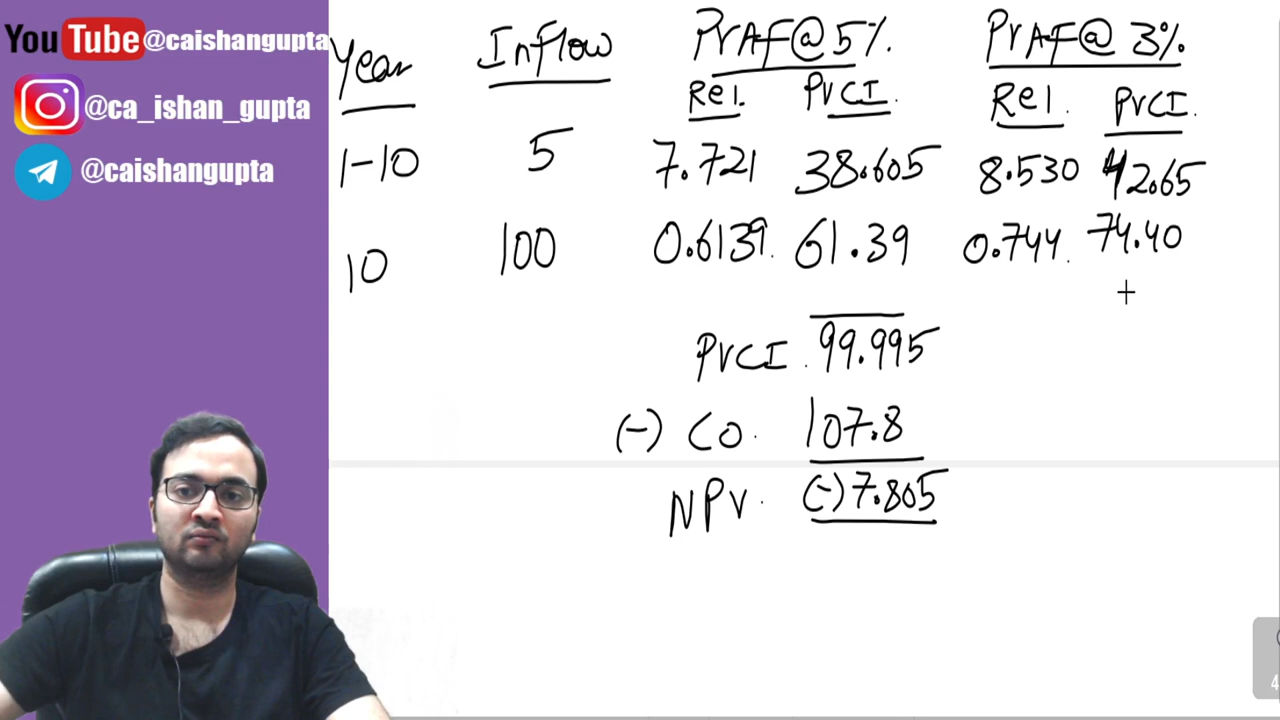 YouTube @caishangupta
@ca_ishan_gupta
@caishangupta
Year Inflow PVAF@5% PVAF@ 3%
Rel. PVCI. Rel. PVCI.
1-10 5 7.721 38.605 8.530 42.65
10 100 0.6139. 61.39 0.744. 74.40
+
PVCI. 99.995
(-) CO. 107.8
NPV. (-) 7.805
4